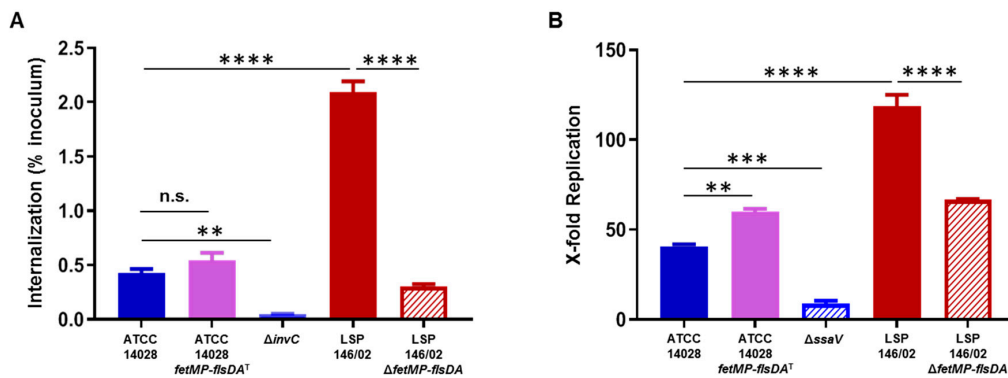 A
Internalization (% inoculum)
2.5
2.0
1.5
1.0
0.5
0.0
****
****
n.s.
**
ATCC
14028
ATCC
14028
fetMP-flsDAᵀ
ΔinvC
LSP
146/02
LSP
146/02
ΔfetMP-flsDA
B
X-fold Replication
150
100
50
0
****
****
***
**
ATCC
14028
ATCC
14028
fetMP-flsDAᵀ
ΔssaV
LSP
146/02
LSP
146/02
ΔfetMP-flsDA